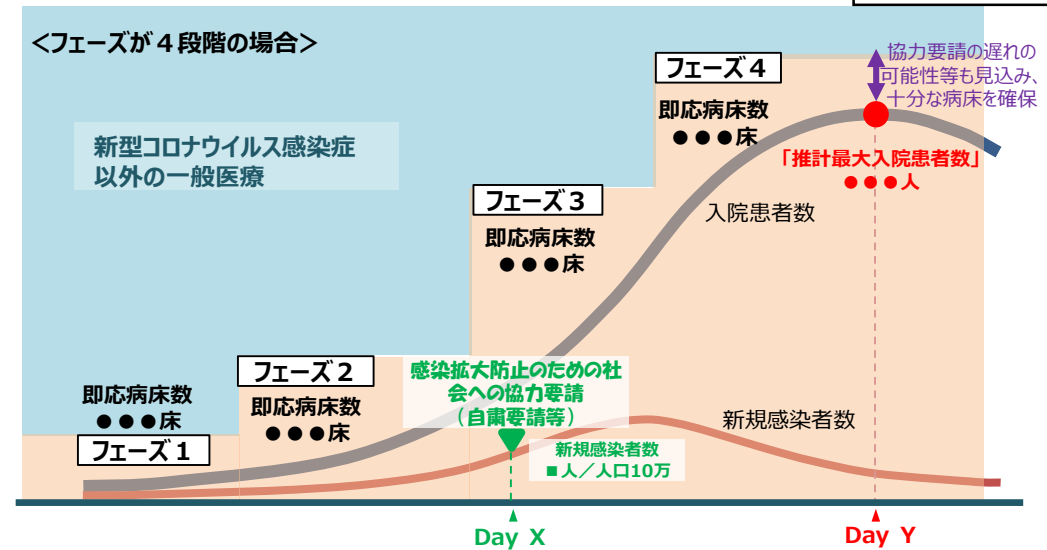 <フェーズが４段階の場合>
協力要請の遅れの
可能性等も見込み、
十分な病床を確保
フェーズ４
即応病床数
●●●床
新型コロナウイルス感染症
以外の一般医療
「推計最大入院患者数」
●●●人
フェーズ３
入院患者数
即応病床数
●●●床
フェーズ２
感染拡大防止のための社
会への協力要請
（自粛要請等）
即応病床数
●●●床
即応病床数
●●●床
新規感染者数
フェーズ１
新規感染者数
■人／人口10万
Day X
Day Y